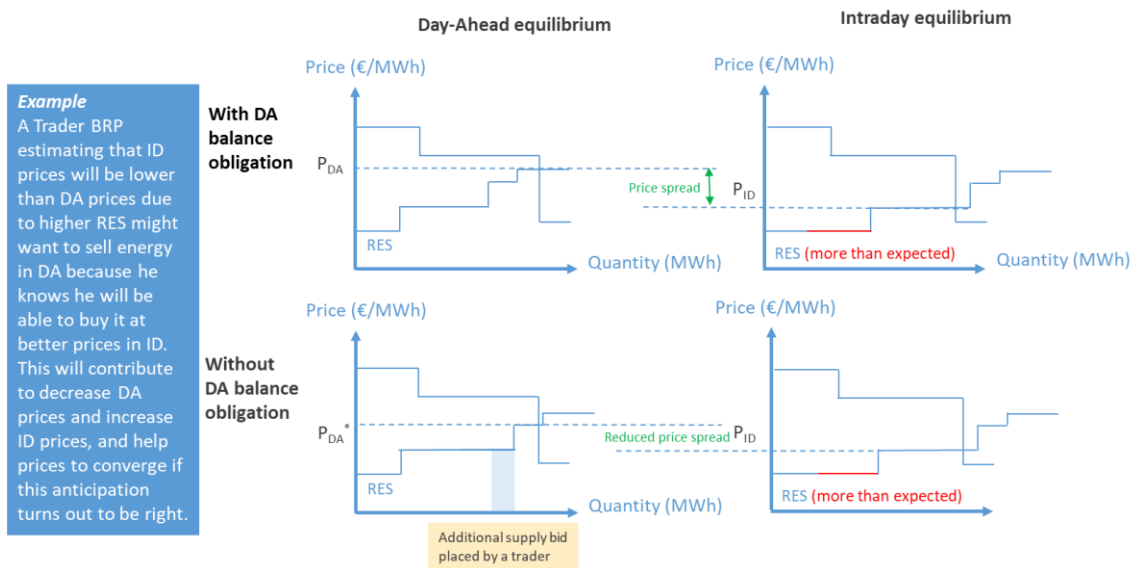 Day-Ahead equilibrium
Intraday equilibrium
Example
A Trader BRP
estimating that ID
prices will be lower
than DA prices due
to higher RES might
want to sell energy
in DA because he
knows he will be
able to buy it at
better prices in ID.
This will contribute
to decrease DA
prices and increase
ID prices, and help
prices to converge if
this anticipation
turns out to be right.
With DA
balance
obligation
Price (€/MWh)
P_DA
RES
Quantity (MWh)
Price spread
Price (€/MWh)
P_ID
RES (more than expected)
Quantity (MWh)
Without
DA balance
obligation
Price (€/MWh)
P_DA*
RES
Quantity (MWh)
Additional supply bid
placed by a trader
Reduced price spread
Price (€/MWh)
P_ID
RES (more than expected)
Quantity (MWh)